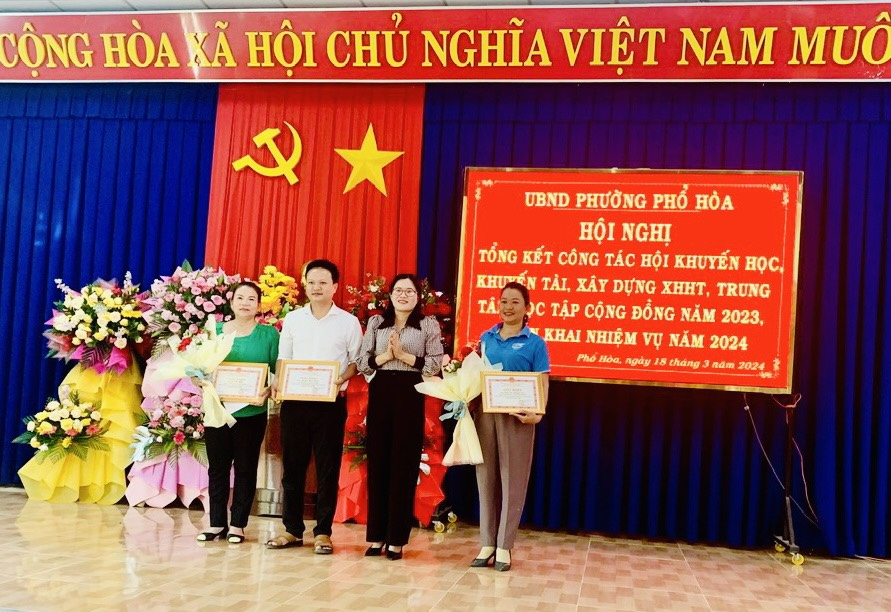 CỘNG HÒA XÃ HỘI CHỦ NGHĨA VIỆT NAM MUÔ
UBND PHƯỜNG PHỔ HÒA
HỘI NGHỊ
TỔNG KẾT CÔNG TÁC HỘI KHUYẾN HỌC,
KHUYẾN TÀI, XÂY DỰNG XHHT, TRUNG
TÂ ỌC TẬP CỘNG ĐỒNG NĂM 2023,
N KHAI NHIỆM VỤ NĂM 2024
Phổ Hòa, ngày 18 tháng 3 năm 2024